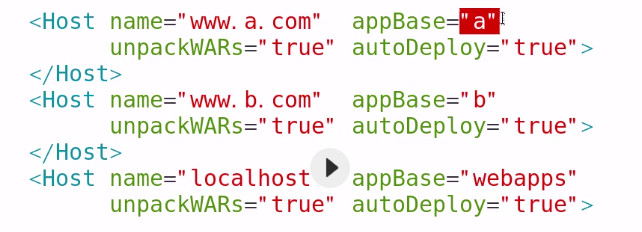 <Host name="www.a.com" appBase="a"
unpackWARs="true" autoDeploy="true">
</Host>
<Host name="www.b.com" appBase="b"
unpackWARs="true" autoDeploy="true">
</Host>
<Host name="localhost appBase="webapps"
unpackWARs="true" autoDeploy="true">